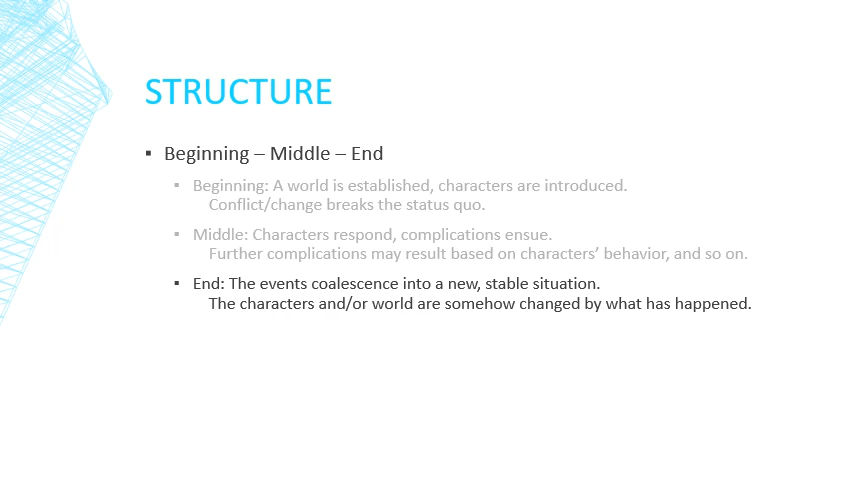 STRUCTURE
▪ Beginning – Middle – End
▪ Beginning: A world is established, characters are introduced.
Conflict/change breaks the status quo.
▪ Middle: Characters respond, complications ensue.
Further complications may result based on characters’ behavior, and so on.
▪ End: The events coalescence into a new, stable situation.
The characters and/or world are somehow changed by what has happened.